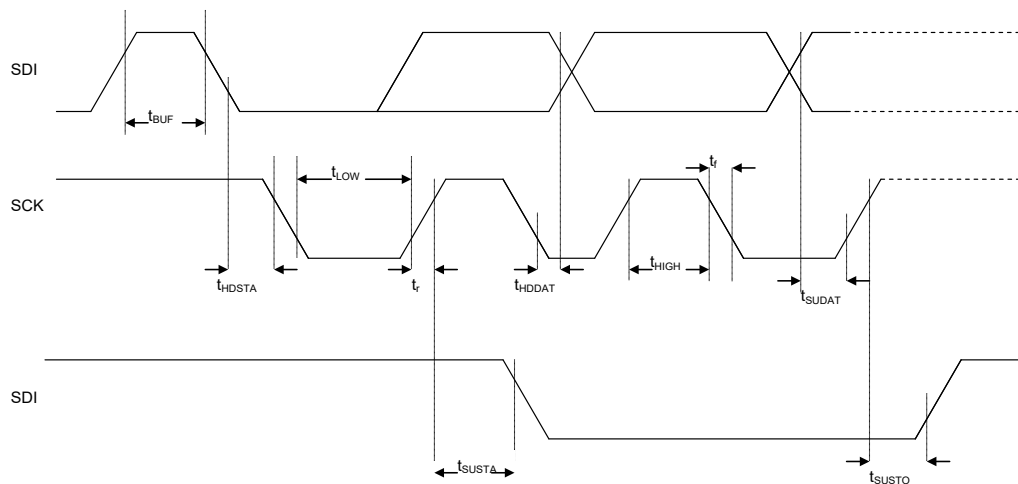 SDI
tBUF
tLOW
tf
SCK
tHDSTA
tr
tHDDAT
tHIGH
tSUDAT
SDI
tSUSTA
tSUSTO